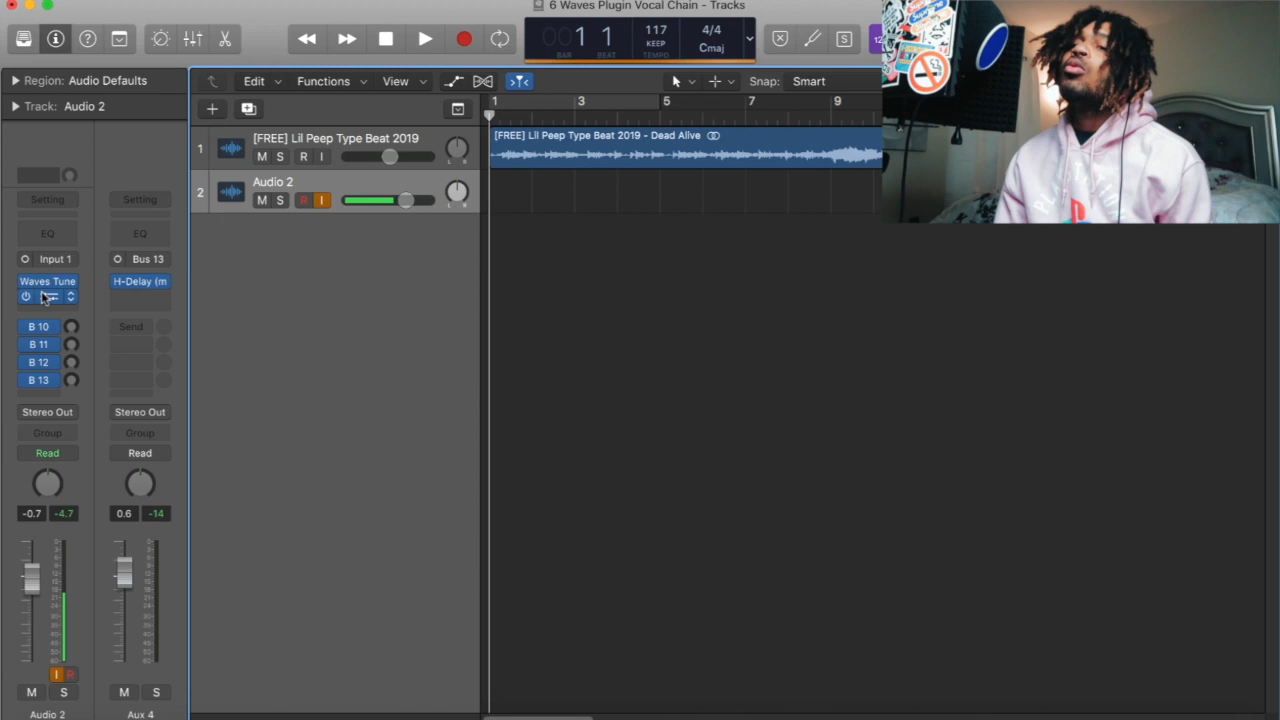 6 Waves Plugin Vocal Chain - Tracks
00 1 1
BAR BEAT
117
KEEP
TEMPO
4/4
Cmaj
12
Region: Audio Defaults
Track: Audio 2
Edit Functions View Snap: Smart
1 3 5 7 9
1 [FREE] Lil Peep Type Beat 2019
M S R I
L R
[FREE] Lil Peep Type Beat 2019 - Dead Alive
2 Audio 2
M S R I
L R
Setting Setting
EQ EQ
Input 1 Bus 13
Waves Tune H-Delay (m
B 10 Send
B 11
B 12
B 13
Stereo Out Stereo Out
Group Group
Read Read
-0.7 -4.7 0.6 -14
I R
M S M S
Audio 2 Aux 4